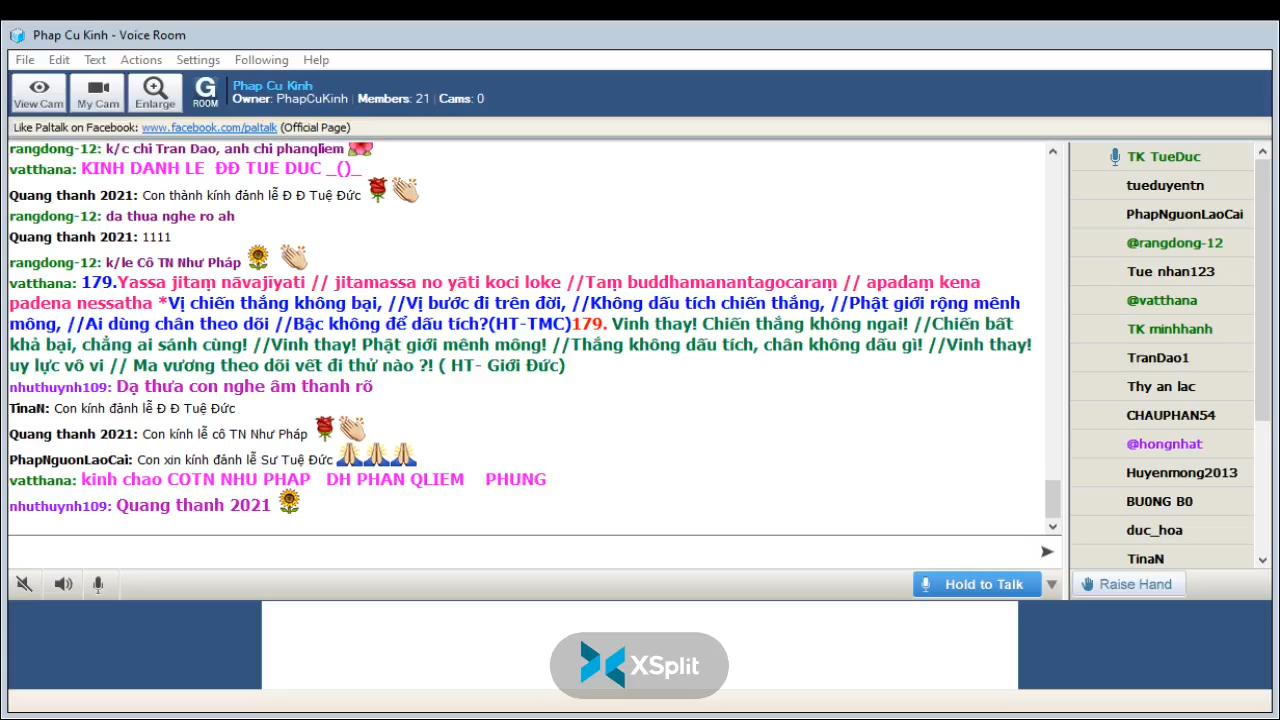 Phap Cu Kinh - Voice Room
File Edit Text Actions Settings Following Help
View Cam My Cam Enlarge G ROOM
Phap Cu Kinh
Owner: PhapCuKinh | Members: 21 | Cams: 0
Like Paltalk on Facebook: www.facebook.com/paltalk (Official Page)
rangdong-12: k/c chi Tran Dao, anh chi phanqliem
vatthana: KINH DANH LE ĐĐ TUE DUC _()_
Quang thanh 2021: Con thành kính đảnh lễ Đ Đ Tuệ Đức
rangdong-12: da thua nghe ro ah
Quang thanh 2021: 1111
rangdong-12: k/le Cô TN Như Pháp
vatthana: 179.Yassa jitaṃ nāvajīyati // jitamassa no yāti koci loke //Taṃ buddhamanantagocaraṃ // apadaṃ kena
padena nessatha *Vị chiến thắng không bại, //Vị bước đi trên đời, //Không dấu tích chiến thắng, //Phật giới rộng mênh
mông, //Ai dùng chân theo dõi //Bậc không để dấu tích?(HT-TMC)179. Vinh thay! Chiến thắng không ngai! //Chiến bất
khả bại, chẳng ai sánh cùng! //Vinh thay! Phật giới mênh mông! //Thắng không dấu tích, chân không dấu gì! //Vinh thay!
uy lực vô vi // Ma vương theo dõi vết đi thử nào ?! ( HT- Giới Đức)
nhuthuynh109: Dạ thưa con nghe âm thanh rõ
TinaN: Con kính đảnh lễ Đ Đ Tuệ Đức
Quang thanh 2021: Con kính lễ cô TN Như Pháp
PhapNguonLaoCai: Con xin kính đảnh lễ Sư Tuệ Đức
vatthana: kinh chao COTN NHU PHAP DH PHAN QLIEM PHUNG
nhuthuynh109: Quang thanh 2021
Hold to Talk
TK TueDuc
tueduyentn
PhapNguonLaoCai
@rangdong-12
Tue nhan123
@vatthana
TK minhhanh
TranDao1
Thy an lac
CHAUPHAN54
@hongnhat
Huyenmong2013
BU0NG B0
duc_hoa
TinaN
Raise Hand
XSplit